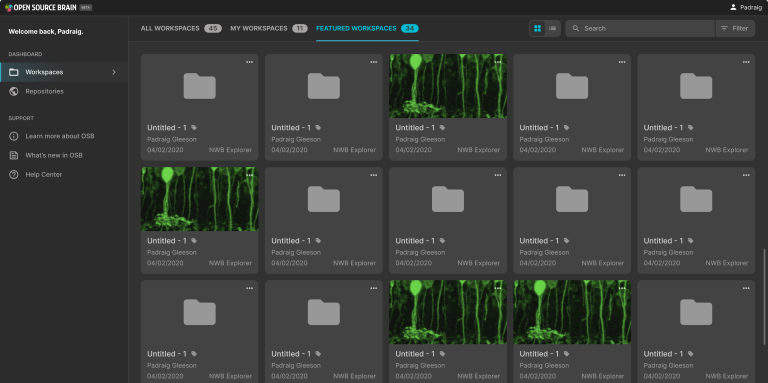 OPEN SOURCE BRAIN BETA
Padraig
Welcome back, Padraig.
DASHBOARD
Workspaces
Repositories
SUPPORT
Learn more about OSB
What's new in OSB
Help Center
ALL WORKSPACES 45 MY WORKSPACES 11 FEATURED WORKSPACES 34
Search
Filter
Untitled - 1 Untitled - 1 Untitled - 1 Untitled - 1 Untitled - 1
Padraig Gleeson Padraig Gleeson Padraig Gleeson Padraig Gleeson Padraig Gleeson
04/02/2020 NWB Explorer 04/02/2020 NWB Explorer 04/02/2020 NWB Explorer 04/02/2020 NWB Explorer 04/02/2020 NWB Explorer
Untitled - 1 Untitled - 1 Untitled - 1 Untitled - 1 Untitled - 1
Padraig Gleeson Padraig Gleeson Padraig Gleeson Padraig Gleeson Padraig Gleeson
04/02/2020 NWB Explorer 04/02/2020 NWB Explorer 04/02/2020 NWB Explorer 04/02/2020 NWB Explorer 04/02/2020 NWB Explorer
Untitled - 1 Untitled - 1 Untitled - 1 Untitled - 1 Untitled - 1
Padraig Gleeson Padraig Gleeson Padraig Gleeson Padraig Gleeson Padraig Gleeson
04/02/2020 NWB Explorer 04/02/2020 NWB Explorer 04/02/2020 NWB Explorer 04/02/2020 NWB Explorer 04/02/2020 NWB Explorer